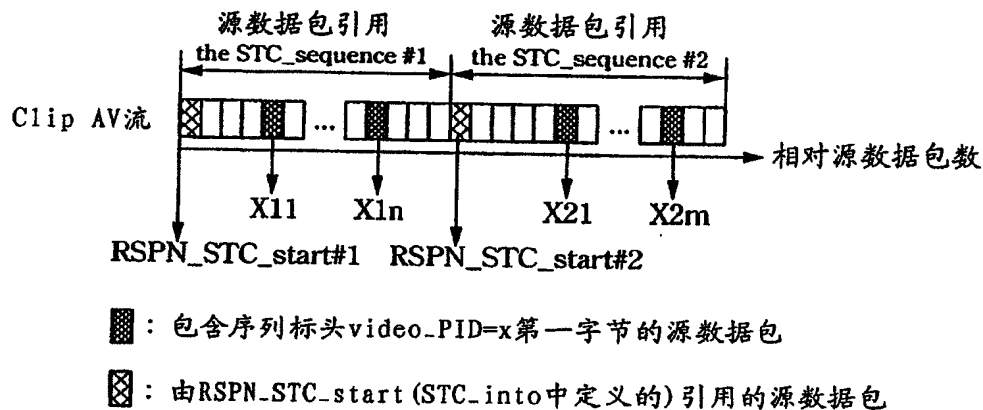 源数据包引用 源数据包引用
the STC_sequence #1 the STC_sequence #2
Clip AV流
... ...
相对源数据包数
X11 X1n X21 X2m
RSPN_STC_start#1 RSPN_STC_start#2
：包含序列标头video_PID=x第一字节的源数据包
：由RSPN_STC_start(STC_into中定义的)引用的源数据包